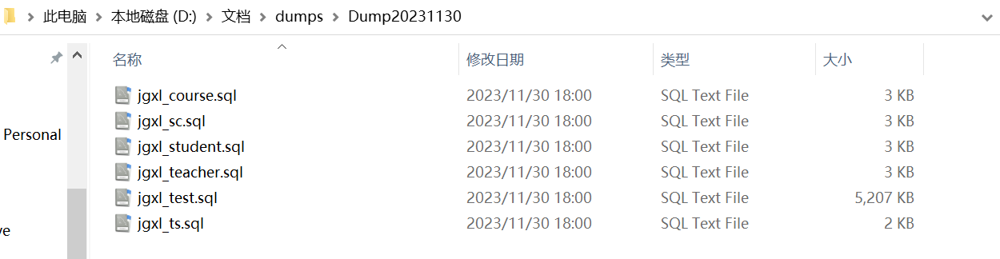 此电脑 > 本地磁盘 (D:) > 文档 > dumps > Dump20231130
名称 修改日期 类型 大小
jgxl_course.sql 2023/11/30 18:00 SQL Text File 3 KB
jgxl_sc.sql 2023/11/30 18:00 SQL Text File 3 KB
Personal
jgxl_student.sql 2023/11/30 18:00 SQL Text File 3 KB
jgxl_teacher.sql 2023/11/30 18:00 SQL Text File 3 KB
jgxl_test.sql 2023/11/30 18:00 SQL Text File 5,207 KB
jgxl_ts.sql 2023/11/30 18:00 SQL Text File 2 KB
ve